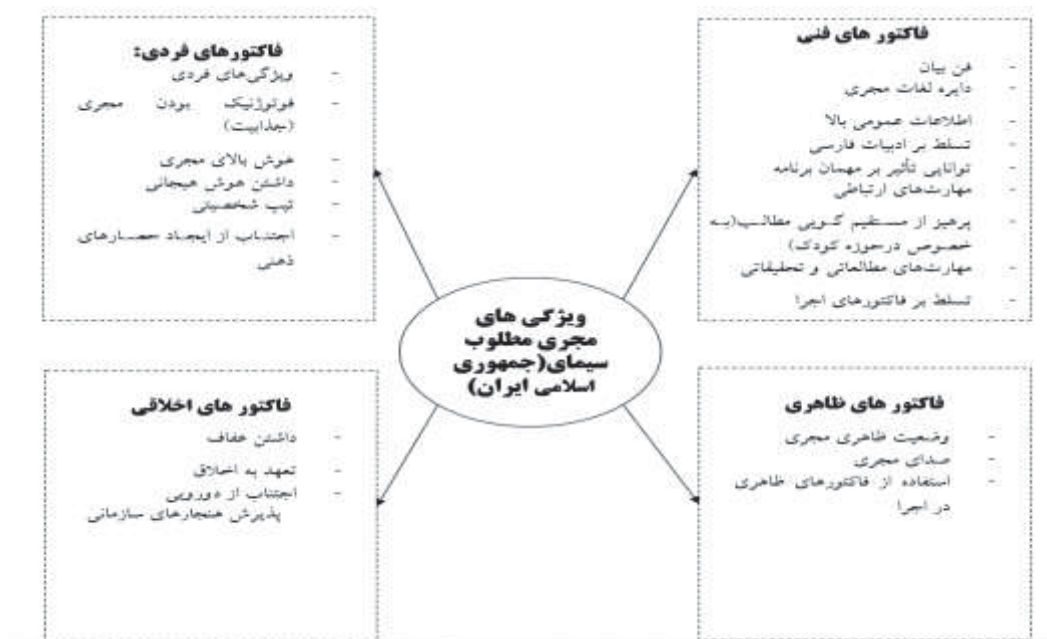 فاکتور های فنی
- فن بیان
- دایره لغات مجری
- اطلاعات عمومی بالا
- تسلط بر ادبیات فارسی
- توانایی تأثیر بر مهمان برنامه
- مهارت‌های ارتباطی
- پرهیز از مستقیم گویی مطالب(به
خصوص درحوزه کودک)
- مهارت‌های مطالعاتی و تحقیقاتی
- تسلط بر فاکتورهای اجرا
فاکتورهای فردی:
- ویژگی‌های فردی
- فوتوژنیک بودن مجری
(جذابیت)
- هوش بالای مجری
- داشتن هوش هیجانی
- تیپ شخصیتی
- اجتناب از ایجاد حصارهای
ذهنی
ویژگی های
مجری مطلوب
سیمای(جمهوری
اسلامی ایران)
فاکتور های ظاهری
- وضعیت ظاهری مجری
- صدای مجری
- استفاده از فاکتورهای ظاهری
در اجرا
فاکتور های اخلاقی
- داشتن عفاف
- تعهد به اخلاق
- اجتناب از دورویی
پذیرش هنجارهای سازمانی